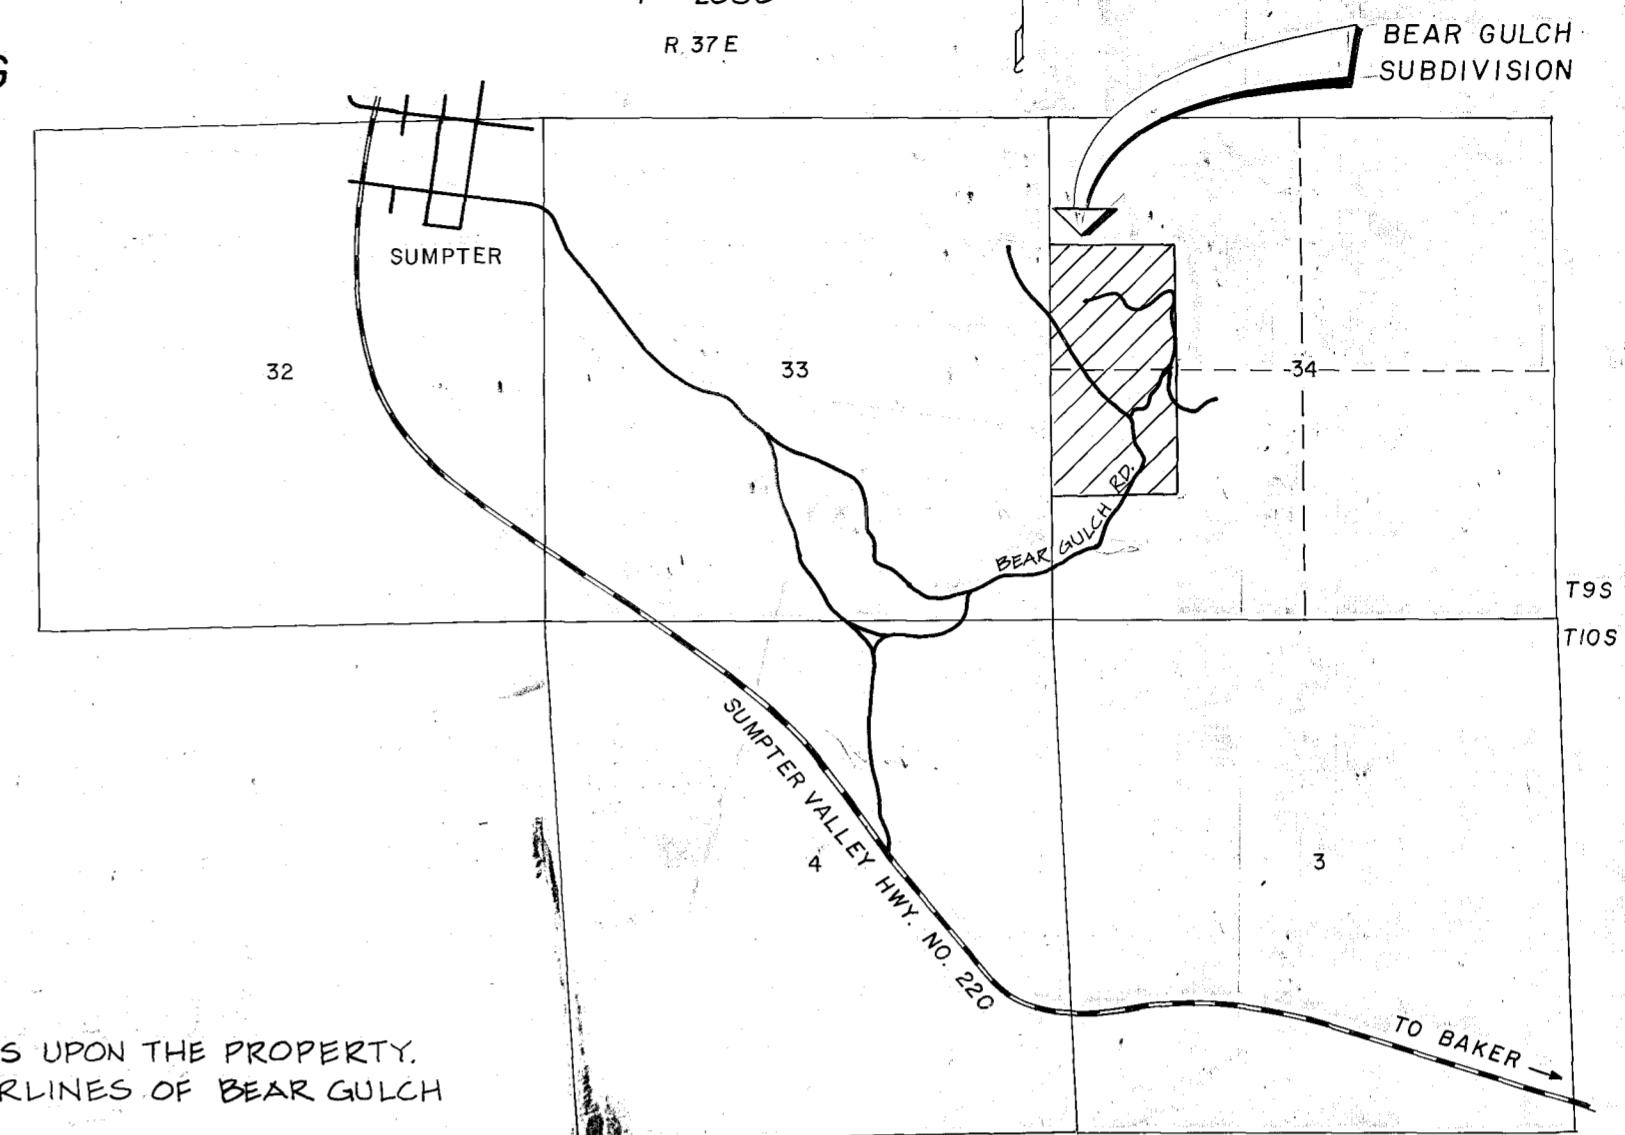 R. 37 E
BEAR GULCH
SUBDIVISION
SUMPTER
32
33
34
BEAR GULCH RD.
T9S
T10S
SUMPTER VALLEY HWY. NO. 220
4
3
TO BAKER
S UPON THE PROPERTY.
RLINES OF BEAR GULCH